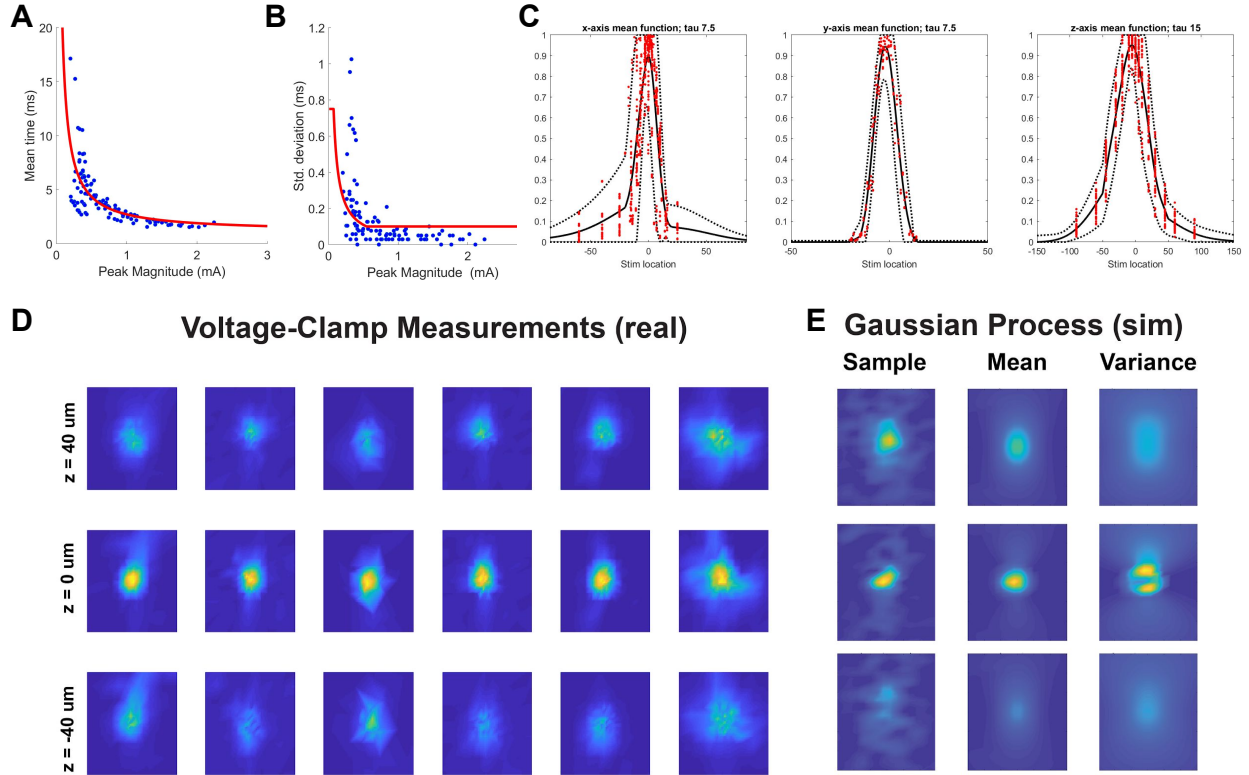 A
20
15
10
5
0
0
1
2
3
Mean time (ms)
Peak Magnitude (mA)
B
1.2
1
0.8
0.6
0.4
0.2
0
0
1
2
Std. deviation (ms)
Peak Magnitude (mA)
C
x-axis mean function; tau 7.5
1
0.9
0.8
0.7
0.6
0.5
0.4
0.3
0.2
0.1
0
-50
0
50
Stim location
y-axis mean function; tau 7.5
1
0.9
0.8
0.7
0.6
0.5
0.4
0.3
0.2
0.1
0
-50
0
50
Stim location
z-axis mean function; tau 15
1
0.9
0.8
0.7
0.6
0.5
0.4
0.3
0.2
0.1
0
-150
-100
-50
0
50
100
150
Stim location
D
Voltage-Clamp Measurements (real)
z = 40 um
z = 0 um
z = -40 um
E
Gaussian Process (sim)
Sample
Mean
Variance